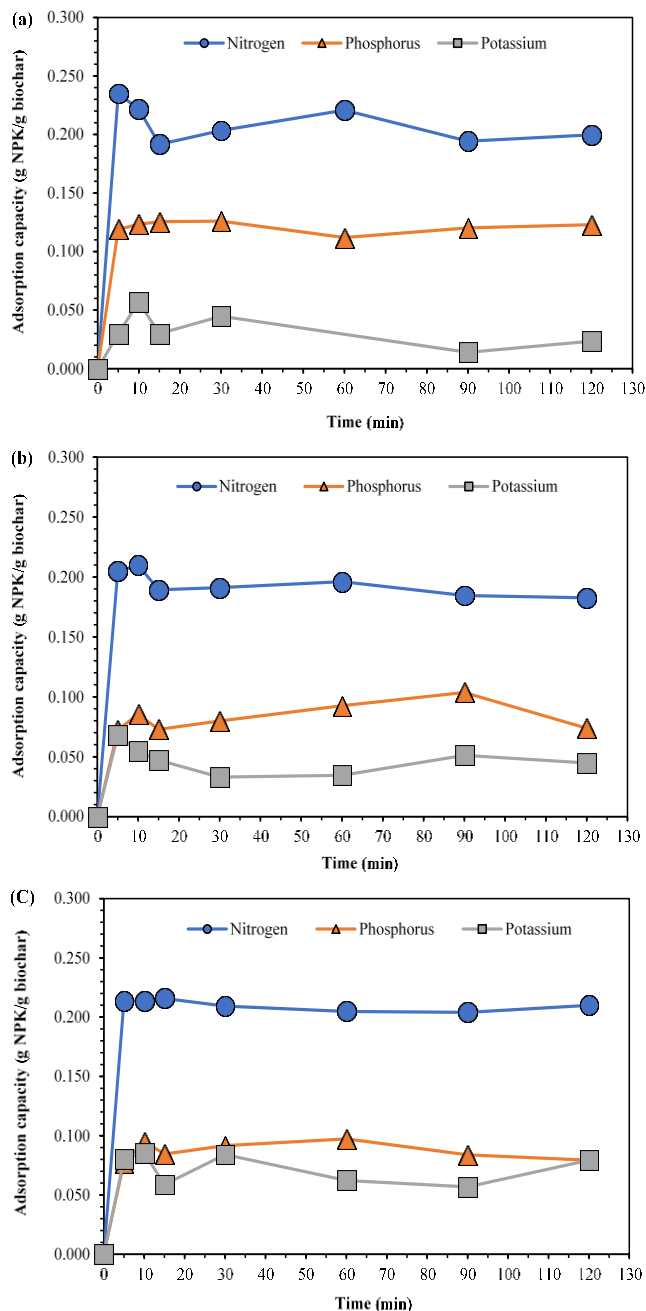 (a)
Adsorption capacity (g NPK/g biochar)
0.300
0.250
0.200
0.150
0.100
0.050
0.000
Nitrogen Phosphorus Potassium
0 10 20 30 40 50 60 70 80 90 100 110 120 130
Time (min)
(b)
Adsorption capacity (g NPK/g biochar)
0.300
0.250
0.200
0.150
0.100
0.050
0.000
Nitrogen Phosphorus Potassium
0 10 20 30 40 50 60 70 80 90 100 110 120 130
Time (min)
(C)
Adsorption capacity (g NPK/g biochar)
0.300
0.250
0.200
0.150
0.100
0.050
0.000
Nitrogen Phosphorus Potassium
0 10 20 30 40 50 60 70 80 90 100 110 120 130
Time (min)